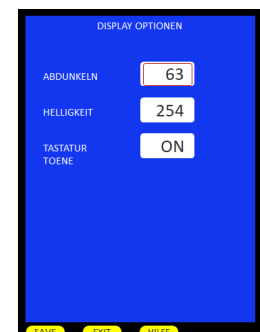 DISPLAY OPTIONEN
ABDUNKELN 63
HELLIGKEIT 254
TASTATUR ON
TOENE
SAVE EXIT HILFE